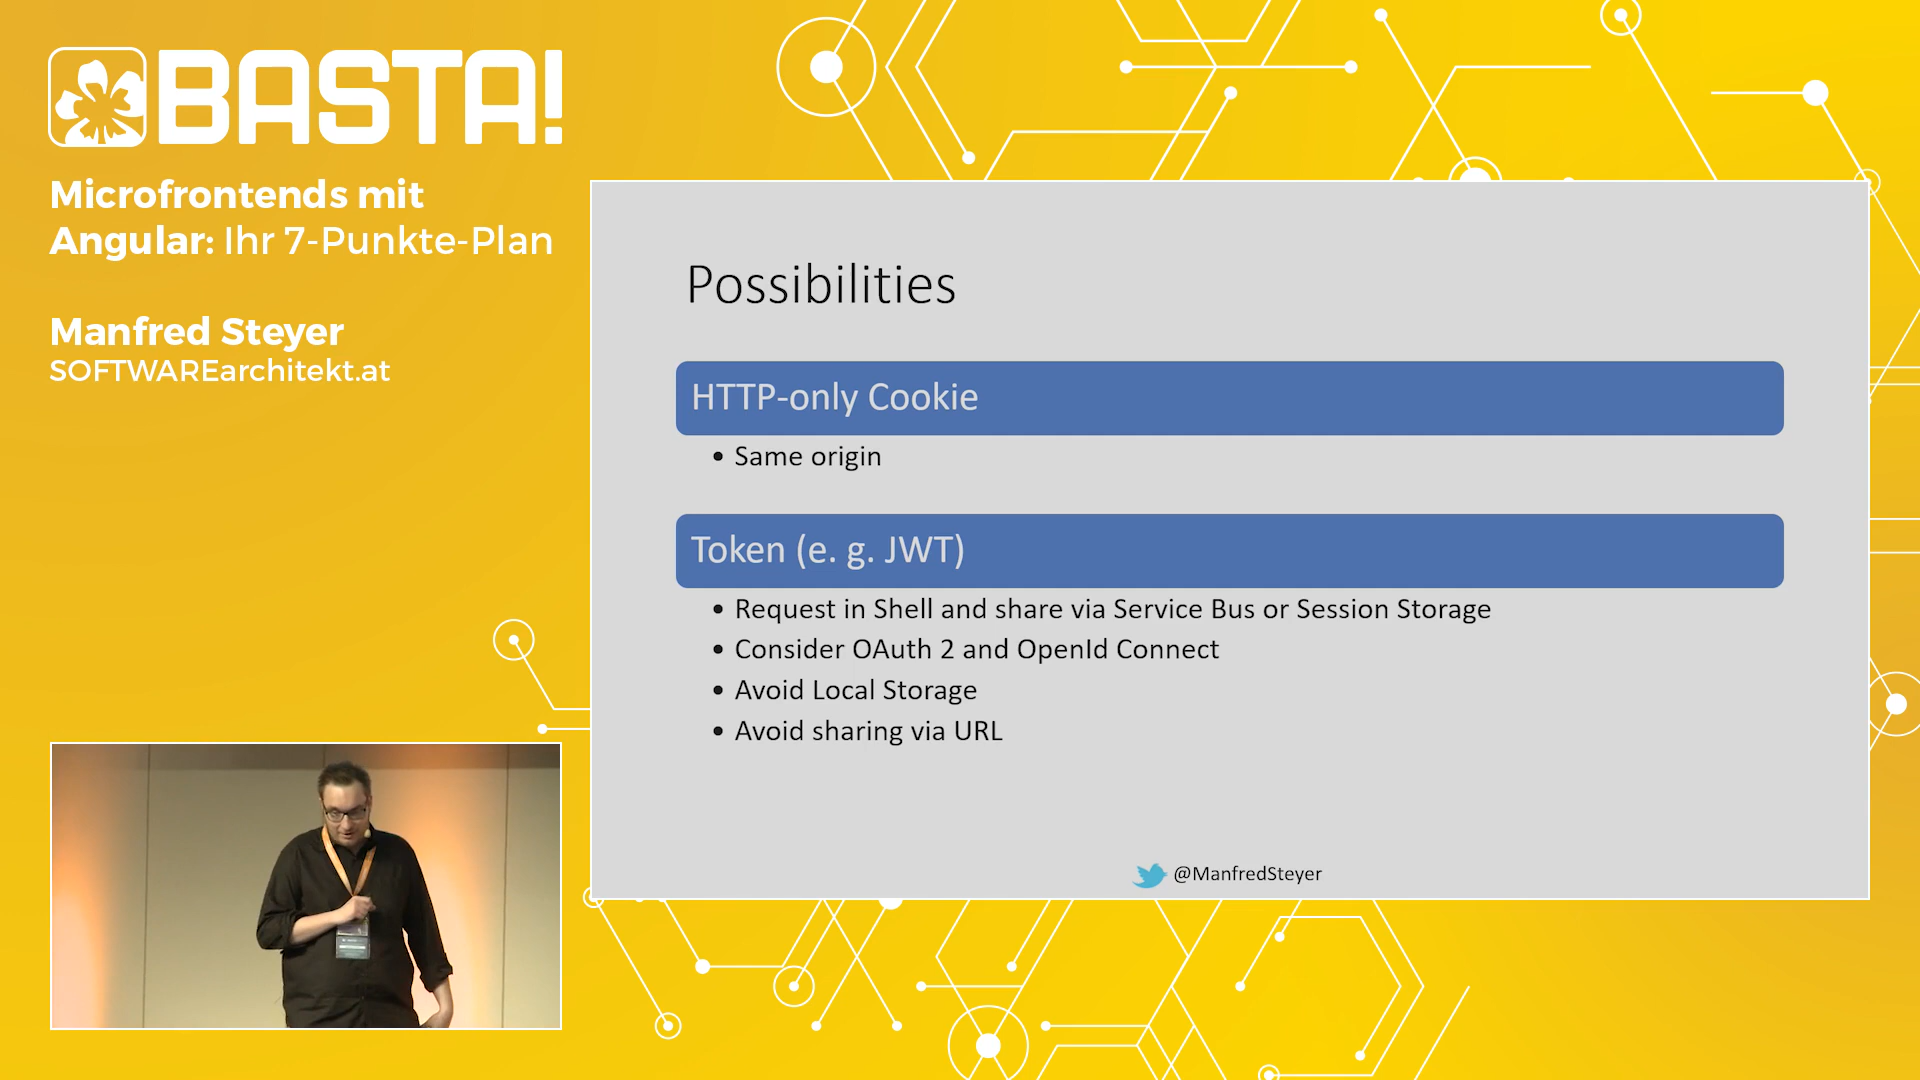 BASTA!
Microfrontends mit
Angular: Ihr 7-Punkte-Plan
Manfred Steyer
SOFTWAREarchitekt.at
Possibilities
HTTP-only Cookie
• Same origin
Token (e. g. JWT)
• Request in Shell and share via Service Bus or Session Storage
• Consider OAuth 2 and OpenId Connect
• Avoid Local Storage
• Avoid sharing via URL
@ManfredSteyer